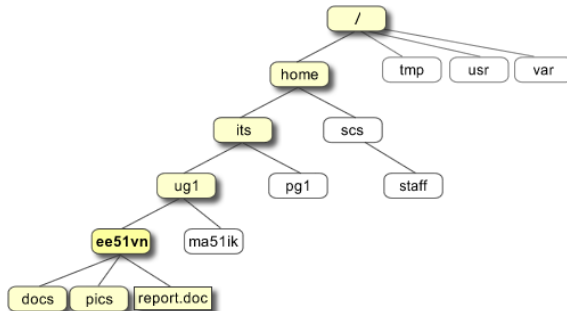 /
home
tmp
usr
var
its
scs
ug1
pg1
staff
ee51vn
ma51ik
docs
pics
report.doc